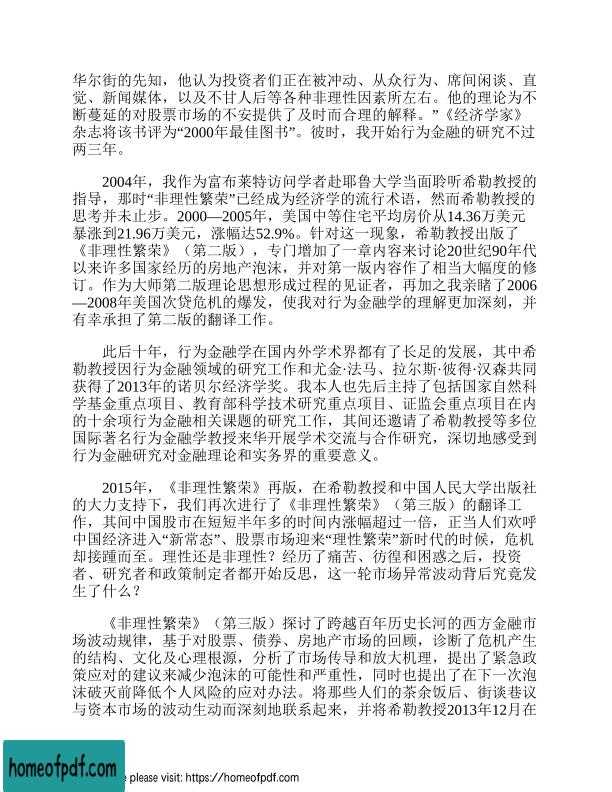 华尔街的先知，他认为投资者们正在被冲动、从众行为、席间闲谈、直
觉、新闻媒体，以及不甘人后等各种非理性因素所左右。他的理论为不
断蔓延的对股票市场的不安提供了及时而合理的解释。”《经济学家》
杂志将该书评为“2000年最佳图书”。彼时，我开始行为金融的研究不过
两三年。
2004年，我作为富布莱特访问学者赴耶鲁大学当面聆听希勒教授的
指导，那时“非理性繁荣”已经成为经济学的流行术语，然而希勒教授的
思考并未止步。2000—2005年，美国中等住宅平均房价从14.36万美元
暴涨到21.96万美元，涨幅达52.9%。针对这一现象，希勒教授出版了
《非理性繁荣》（第二版），专门增加了一章内容来讨论20世纪90年代
以来许多国家经历的房地产泡沫，并对第一版内容作了相当大幅度的修
订。作为大师第二版理论思想形成过程的见证者，再加之我亲睹了2006
—2008年美国次贷危机的爆发，使我对行为金融学的理解更加深刻，并
有幸承担了第二版的翻译工作。
此后十年，行为金融学在国内外学术界都有了长足的发展，其中希
勒教授因行为金融领域的研究工作和尤金·法马、拉尔斯·彼得·汉森共同
获得了2013年的诺贝尔经济学奖。我本人也先后主持了包括国家自然科
学基金重点项目、教育部科学技术研究重点项目、证监会重点项目在内
的十余项行为金融相关课题的研究工作，其间还邀请了希勒教授等多位
国际著名行为金融学教授来华开展学术交流与合作研究，深切地感受到
行为金融研究对金融理论和实务界的重要意义。
2015年，《非理性繁荣》再版，在希勒教授和中国人民大学出版社
的大力支持下，我们再次进行了《非理性繁荣》（第三版）的翻译工
作，其间中国股市在短短半年多的时间内涨幅超过一倍，正当人们欢呼
中国经济进入“新常态”、股票市场迎来“理性繁荣”新时代的时候，危机
却接踵而至。理性还是非理性？经历了痛苦、彷徨和困惑之后，投资
者、研究者和政策制定者都开始反思，这一轮市场异常波动背后究竟发
生了什么？
《非理性繁荣》（第三版）探讨了跨越百年历史长河的西方金融市
场波动规律，基于对股票、债券、房地产市场的回顾，诊断了危机产生
的结构、文化及心理根源，分析了市场传导和放大机理，提出了紧急政
策应对的建议来减少泡沫的可能性和严重性，同时也提出了在下一次泡
沫破灭前降低个人风险的应对办法。将那些人们的茶余饭后、街谈巷议
与资本市场的波动生动而深刻地联系起来，并将希勒教授2013年12月在
homeofpdf.com
e please visit: https://homeofpdf.com